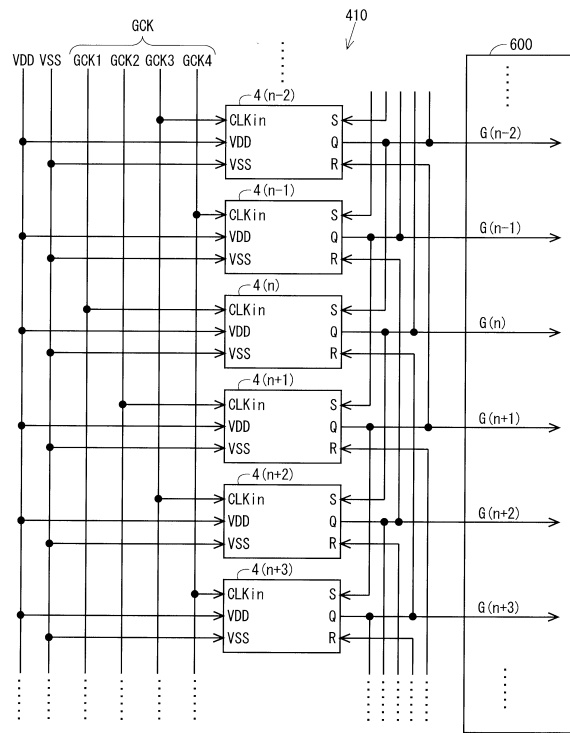 410
GCK
600
VDD VSS GCK1 GCK2 GCK3 GCK4
4(n-2)
CLKin S
VDD Q G(n-2)
VSS R
4(n-1)
CLKin S
VDD Q G(n-1)
VSS R
4(n)
CLKin S
VDD Q G(n)
VSS R
4(n+1)
CLKin S
VDD Q G(n+1)
VSS R
4(n+2)
CLKin S
VDD Q G(n+2)
VSS R
4(n+3)
CLKin S
VDD Q G(n+3)
VSS R